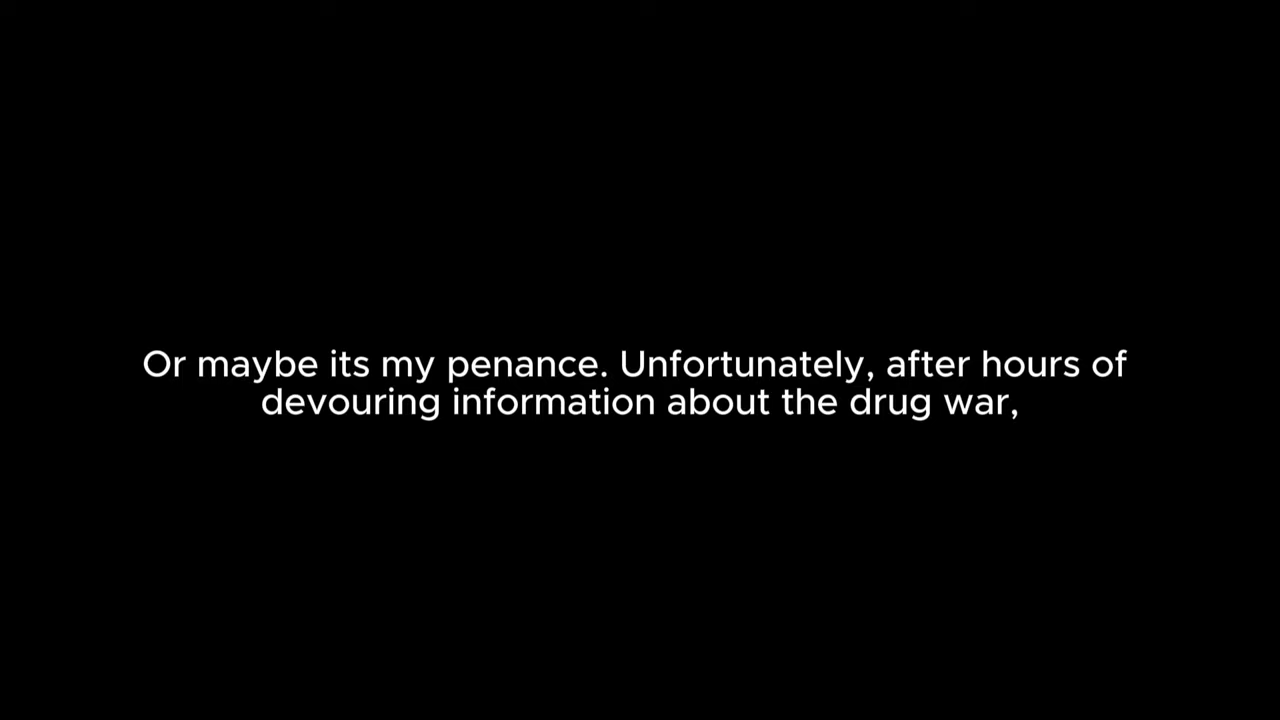 Or maybe its my penance. Unfortunately, after hours of
devouring information about the drug war,